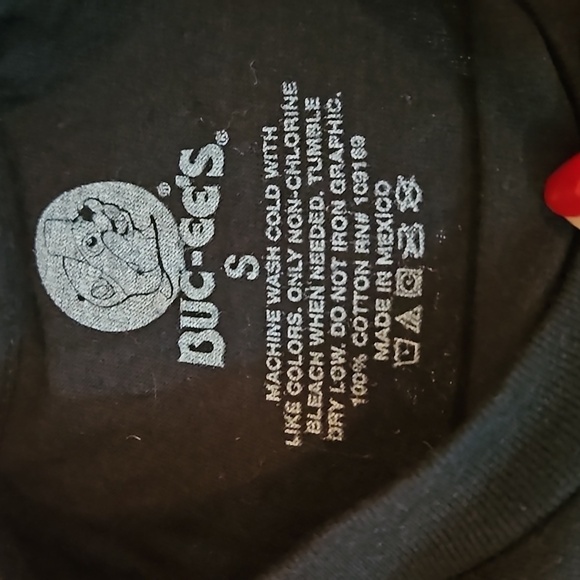 BUC-EE'S®
®
S
MACHINE WASH COLD WITH
LIKE COLORS. ONLY NON-CHLORINE
BLEACH WHEN NEEDED. TUMBLE
DRY LOW. DO NOT IRON GRAPHIC.
100% COTTON RN# 109169
MADE IN MEXICO